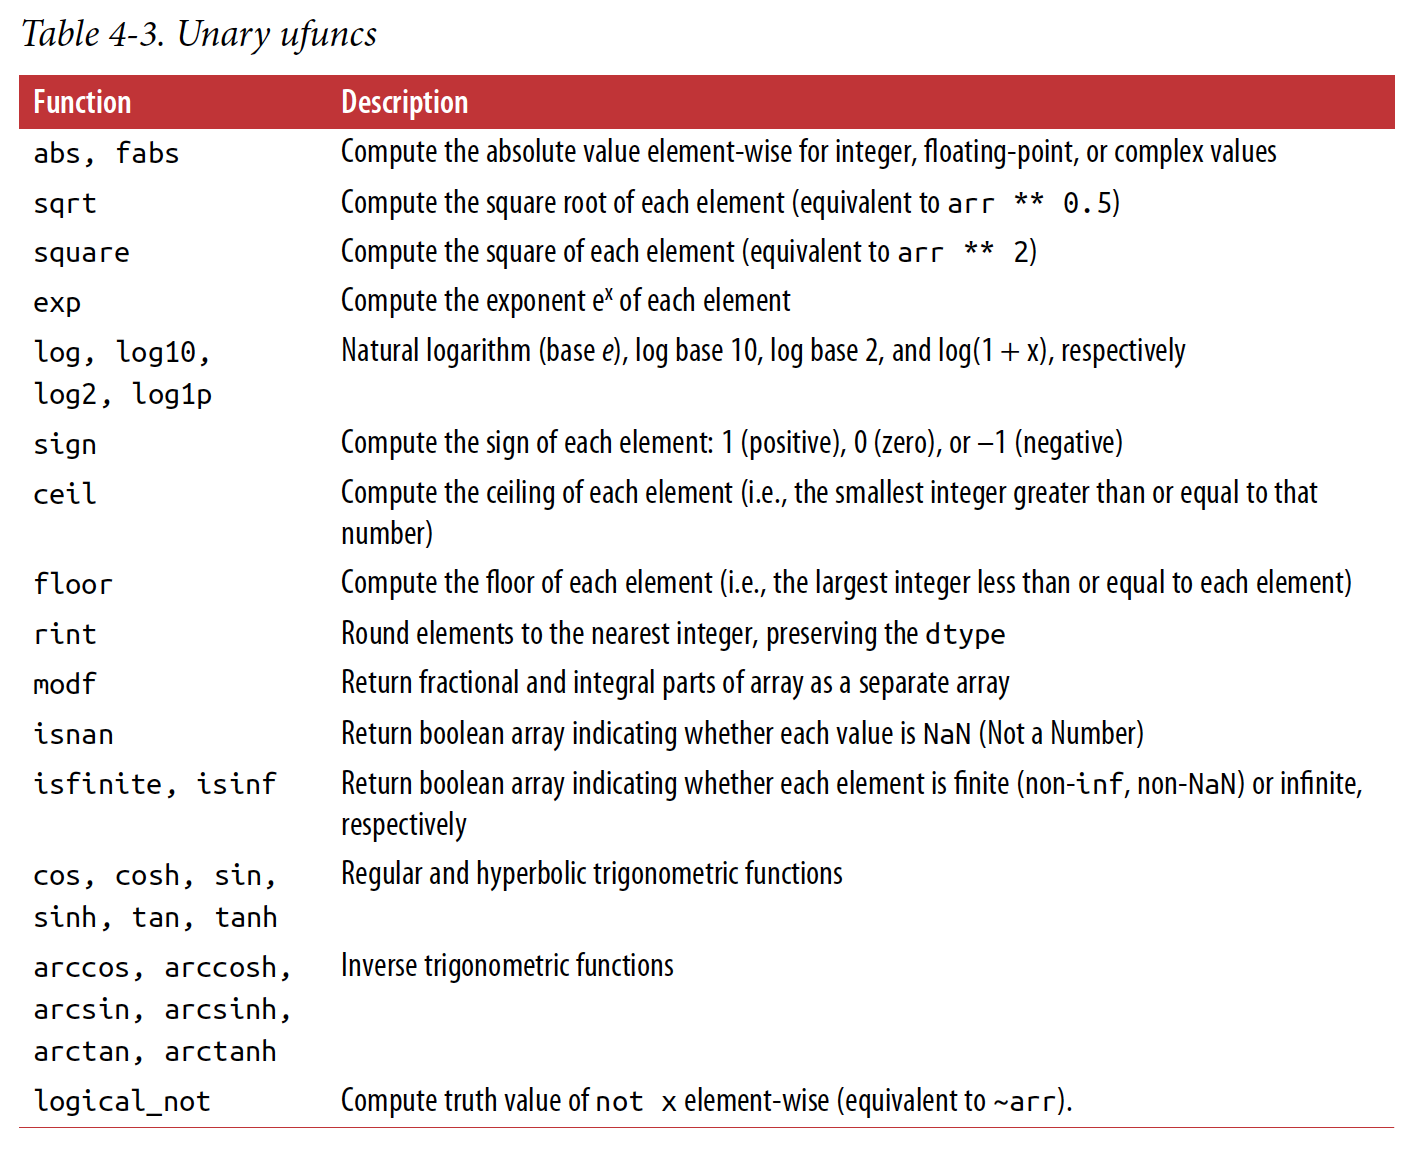 Table 4-3. Unary ufuncs
Function Description
abs, fabs Compute the absolute value element-wise for integer, floating-point, or complex values
sqrt Compute the square root of each element (equivalent to arr ** 0.5)
square Compute the square of each element (equivalent to arr ** 2)
exp Compute the exponent eˣ of each element
log, log10, Natural logarithm (base e), log base 10, log base 2, and log(1 + x), respectively
log2, log1p
sign Compute the sign of each element: 1 (positive), 0 (zero), or –1 (negative)
ceil Compute the ceiling of each element (i.e., the smallest integer greater than or equal to that
number)
floor Compute the floor of each element (i.e., the largest integer less than or equal to each element)
rint Round elements to the nearest integer, preserving the dtype
modf Return fractional and integral parts of array as a separate array
isnan Return boolean array indicating whether each value is NaN (Not a Number)
isfinite, isinf Return boolean array indicating whether each element is finite (non-inf, non-NaN) or infinite,
respectively
cos, cosh, sin, Regular and hyperbolic trigonometric functions
sinh, tan, tanh
arccos, arccosh, Inverse trigonometric functions
arcsin, arcsinh,
arctan, arctanh
logical_not Compute truth value of not x element-wise (equivalent to ~arr).